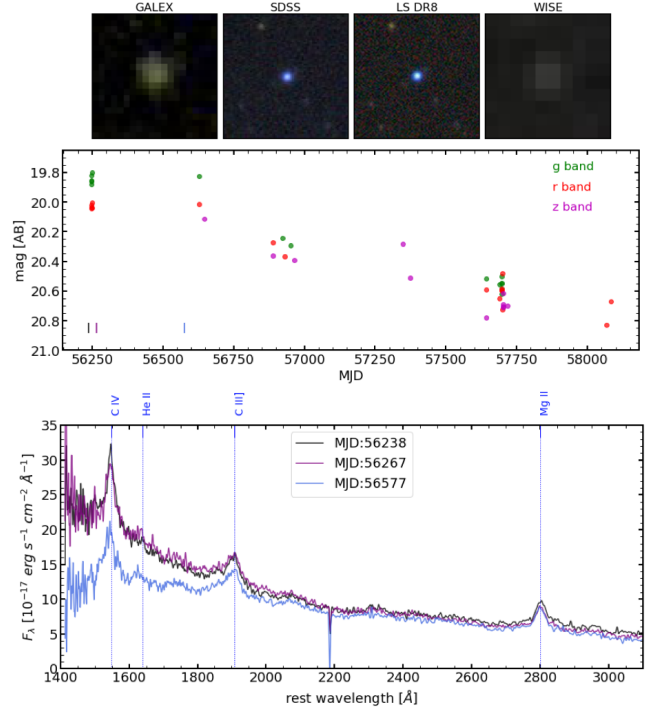 GALEX SDSS LS DR8 WISE
19.8
20.0
20.2
20.4
20.6
20.8
21.0
mag [AB]
g band
r band
z band
56250 56500 56750 57000 57250 57500 57750 58000
MJD
C IV He II C III] Mg II
35
30
25
20
15
10
5
0
F_λ [10⁻¹⁷ erg s⁻¹ cm⁻² Å⁻¹]
MJD:56238
MJD:56267
MJD:56577
1400 1600 1800 2000 2200 2400 2600 2800 3000
rest wavelength [Å]